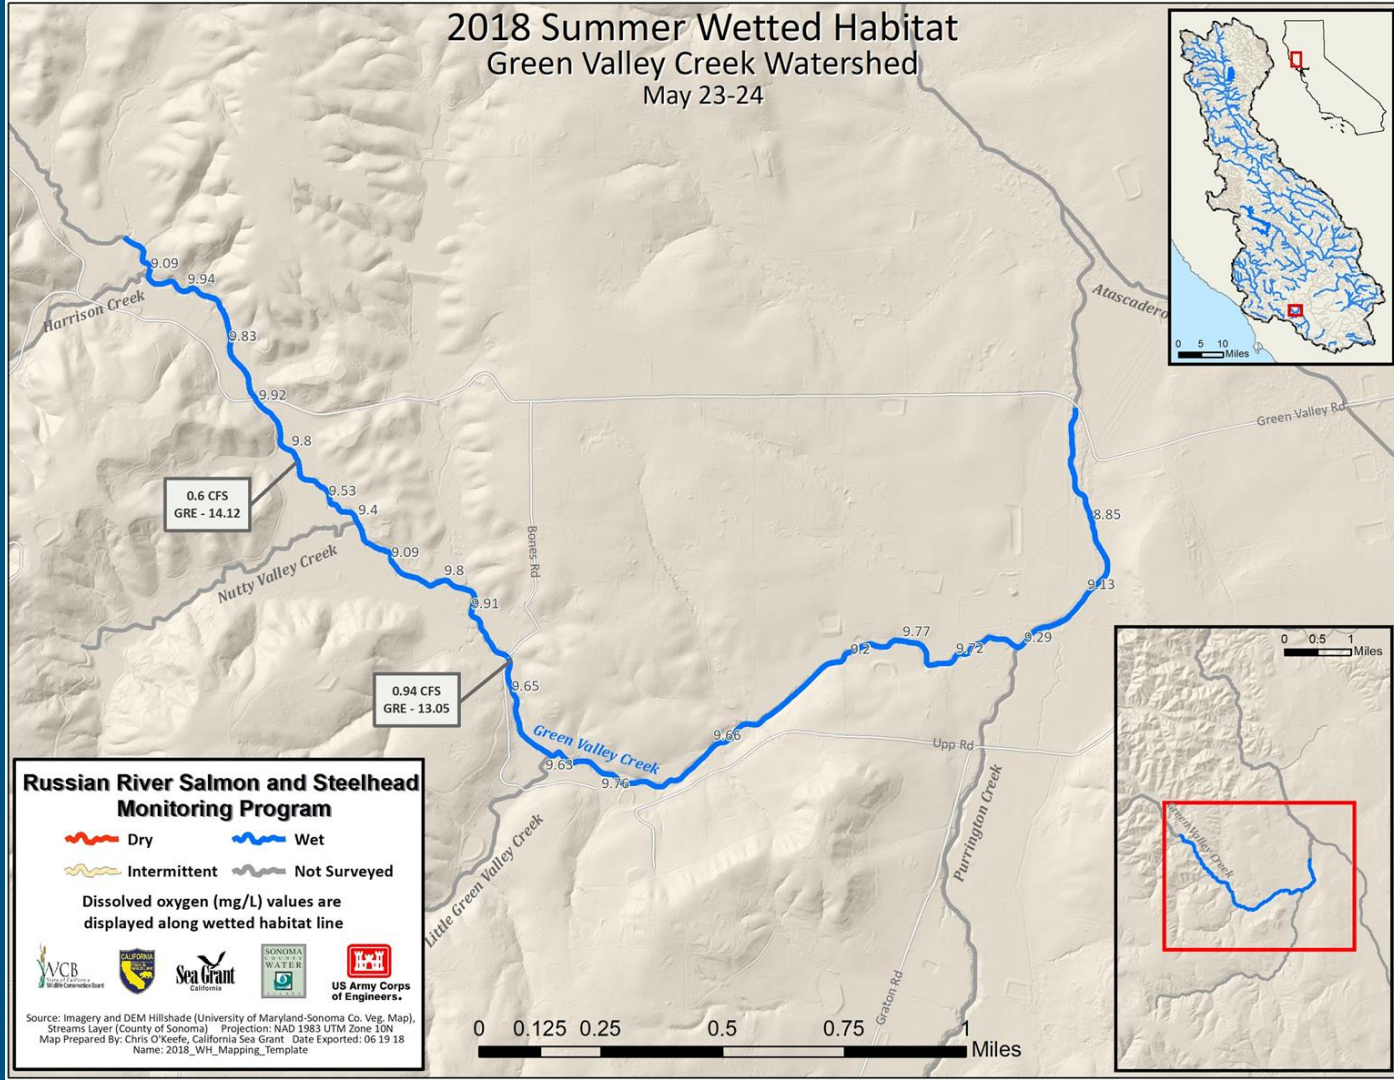 2018 Summer Wetted Habitat
Green Valley Creek Watershed
May 23-24
0 5 10
Miles
9.09
9.94
Harrison Creek
9.83
9.92
9.8
0.6 CFS
GRE - 14.12
9.53
9.4
Nutty Valley Creek
9.09
9.8
9.91
Bones Rd
0.94 CFS
GRE - 13.05
9.65
Green Valley Creek
9.63
9.76
9.66
9.2
9.77
9.72
9.29
9.13
8.85
Atascadero
Green Valley Rd
Upp Rd
Purrington Creek
Little Green Valley Creek
Graton Rd
0 0.5 1
Miles
Green Valley Creek
Russian River Salmon and Steelhead
Monitoring Program
Dry Wet
Intermittent Not Surveyed
Dissolved oxygen (mg/L) values are
displayed along wetted habitat line
WCB
State of California
Wildlife Conservation Board
CALIFORNIA
Sea Grant
California
SONOMA
COUNTY
WATER
US Army Corps
of Engineers®
Source: Imagery and DEM Hillshade (University of Maryland-Sonoma Co. Veg. Map),
Streams Layer (County of Sonoma) Projection: NAD 1983 UTM Zone 10N
Map Prepared By: Chris O'Keefe, California Sea Grant Date Exported: 06 19 18
Name: 2018_WH_Mapping_Template
0 0.125 0.25 0.5 0.75 1
Miles